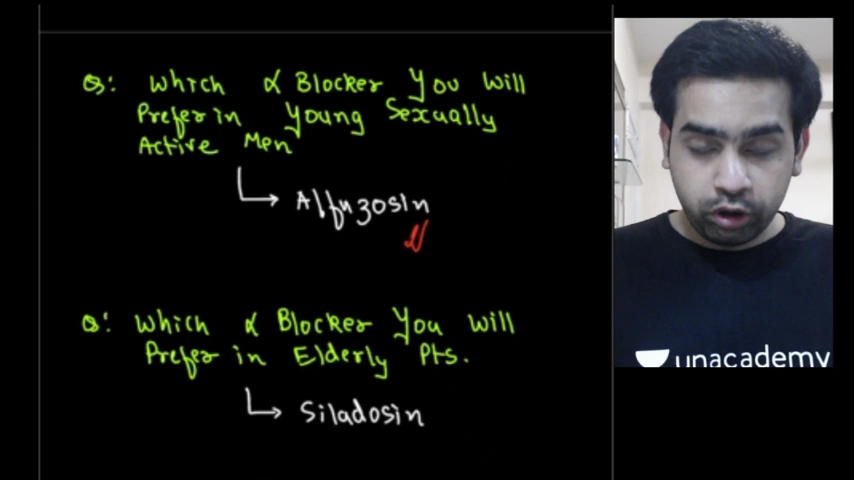 Q: Which α Blocker You Will
Prefer in Young Sexually
Active Men
Alfuzosin
Q: Which α Blocker You Will
Prefer in Elderly Pts.
Siladosin
unacademy